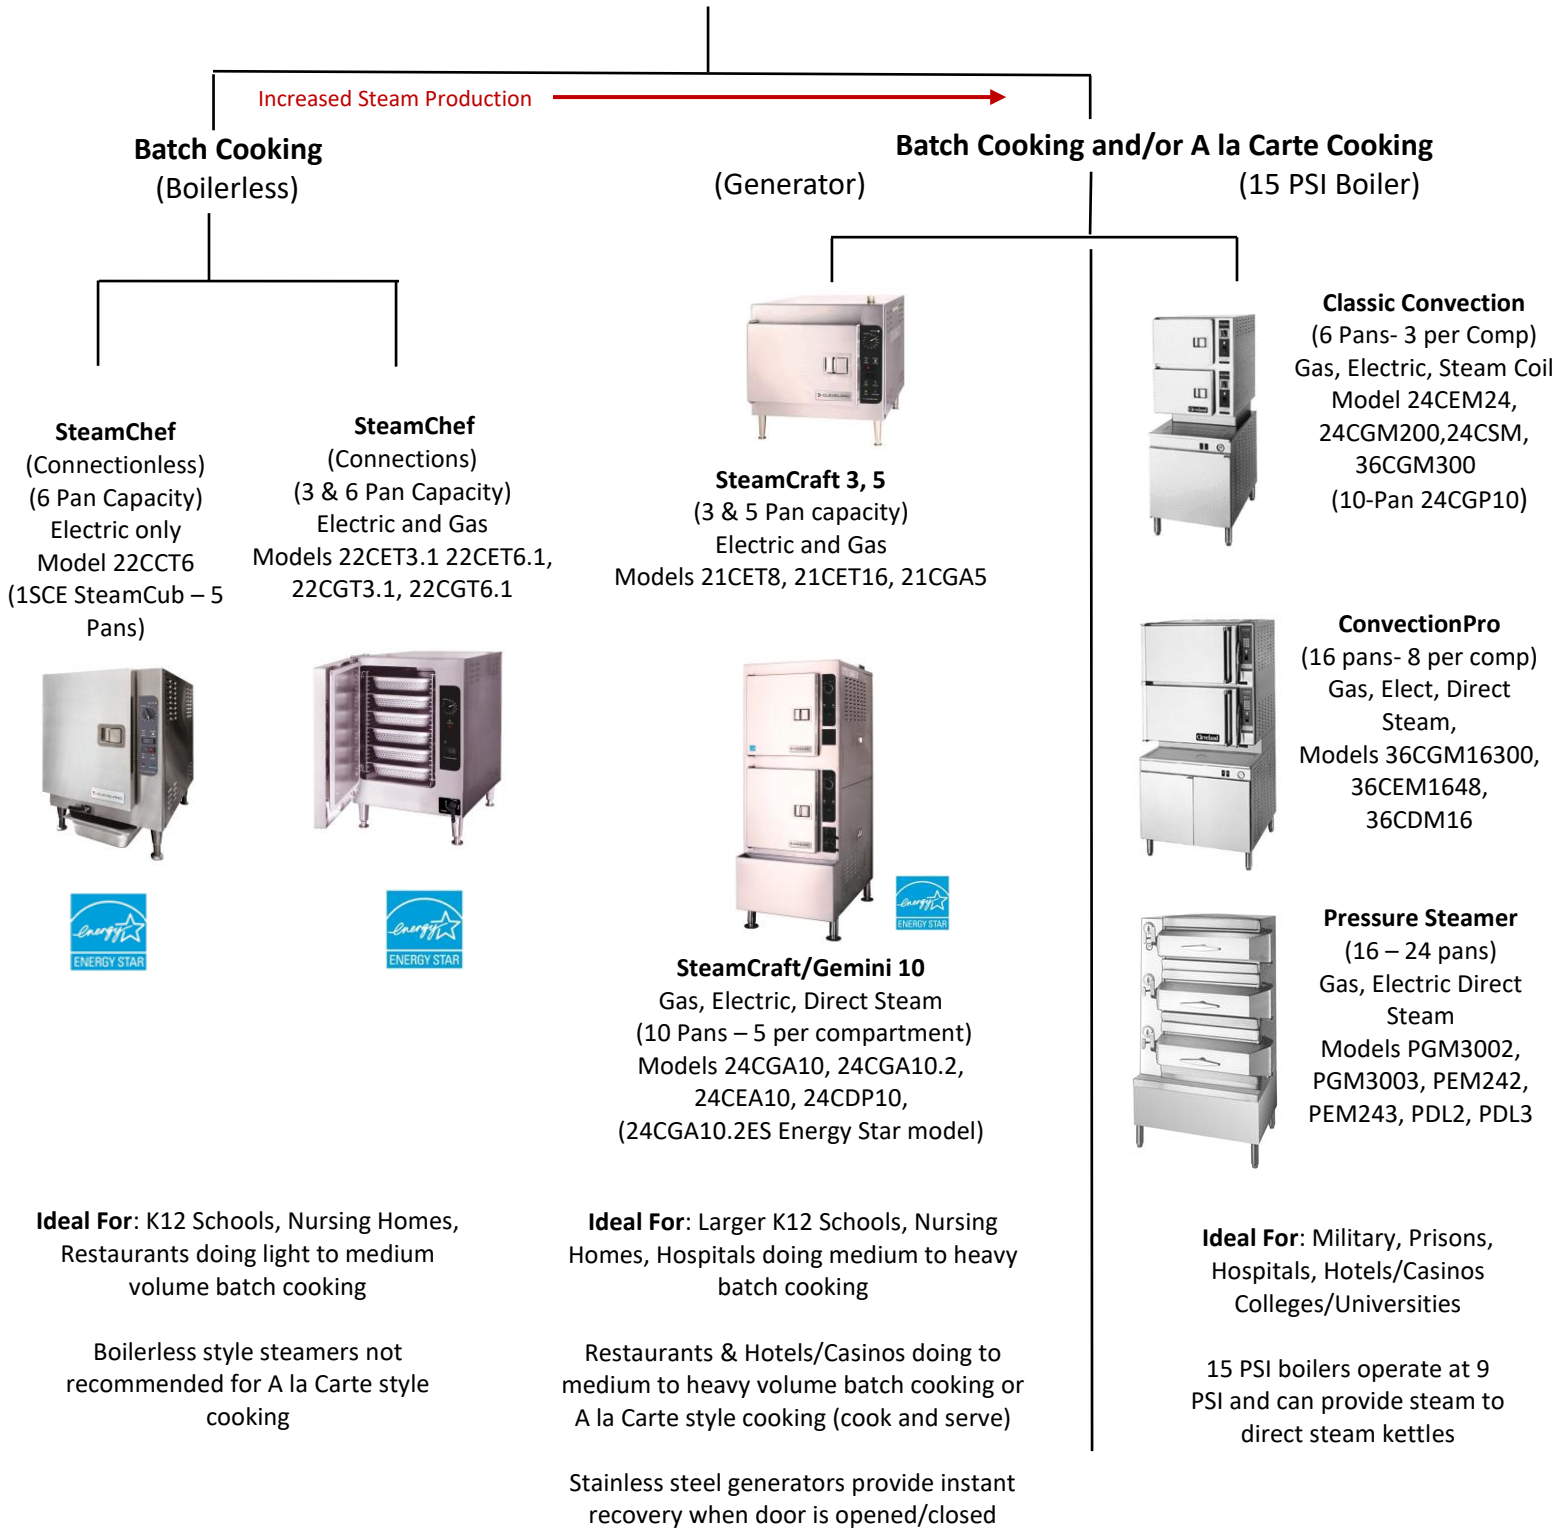 Increased Steam Production
Batch Cooking
(Boilerless)
Batch Cooking and/or A la Carte Cooking
(Generator)
(15 PSI Boiler)
SteamChef
(Connectionless)
(6 Pan Capacity)
Electric only
Model 22CCT6
(1SCE SteamCub – 5
Pans)
energy
ENERGY STAR
SteamChef
(Connections)
(3 & 6 Pan Capacity)
Electric and Gas
Models 22CET3.1 22CET6.1,
22CGT3.1, 22CGT6.1
energy
ENERGY STAR
Ideal For: K12 Schools, Nursing Homes,
Restaurants doing light to medium
volume batch cooking
Boilerless style steamers not
recommended for A la Carte style
cooking
CLEVELAND
SteamCraft 3, 5
(3 & 5 Pan capacity)
Electric and Gas
Models 21CET8, 21CET16, 21CGA5
energy
ENERGY STAR
SteamCraft/Gemini 10
Gas, Electric, Direct Steam
(10 Pans – 5 per compartment)
Models 24CGA10, 24CGA10.2,
24CEA10, 24CDP10,
(24CGA10.2ES Energy Star model)
Ideal For: Larger K12 Schools, Nursing
Homes, Hospitals doing medium to heavy
batch cooking
Restaurants & Hotels/Casinos doing to
medium to heavy volume batch cooking or
A la Carte style cooking (cook and serve)
Stainless steel generators provide instant
recovery when door is opened/closed
Classic Convection
(6 Pans- 3 per Comp)
Gas, Electric, Steam Coil
Model 24CEM24,
24CGM200,24CSM,
36CGM300
(10-Pan 24CGP10)
Cleveland
ConvectionPro
(16 pans- 8 per comp)
Gas, Elect, Direct
Steam,
Models 36CGM16300,
36CEM1648,
36CDM16
Cleveland
Pressure Steamer
(16 – 24 pans)
Gas, Electric Direct
Steam
Models PGM3002,
PGM3003, PEM242,
PEM243, PDL2, PDL3
Ideal For: Military, Prisons,
Hospitals, Hotels/Casinos
Colleges/Universities
15 PSI boilers operate at 9
PSI and can provide steam to
direct steam kettles